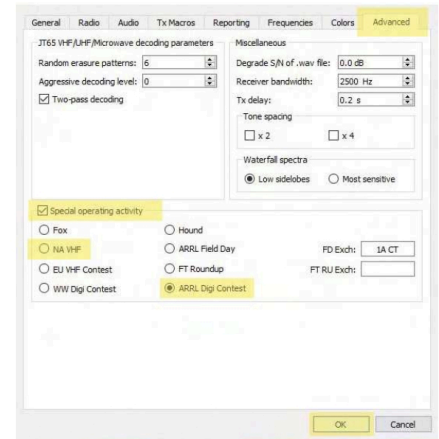 General Radio Audio Tx Macros Reporting Frequencies Colors Advanced
JT65 VHF/UHF/Microwave decoding parameters
Random erasure patterns: 6
Aggressive decoding level: 0
Two-pass decoding
Miscellaneous
Degrade S/N of .wav file: 0.0 dB
Receiver bandwidth: 2500 Hz
Tx delay: 0.2 s
Tone spacing
x 2 x 4
Waterfall spectra
Low sidelobes Most sensitive
Special operating activity
Fox Hound
NA VHF ARRL Field Day FD Exch: 1A CT
EU VHF Contest FT Roundup FT RU Exch:
WW Digi Contest ARRL Digi Contest
OK Cancel